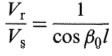 V_r / V_s = 1 / cos β_0 l